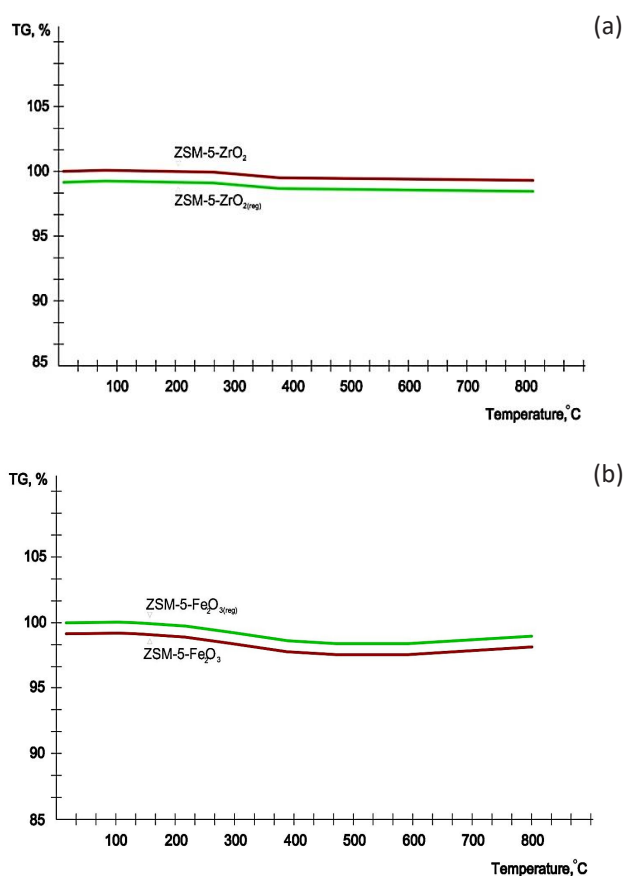 TG, %
(a)
105
ZSM-5-ZrO2
100
ZSM-5-ZrO2(reg)
95
90
85
100 200 300 400 500 600 700 800
Temperature,°C
TG, %
(b)
105
ZSM-5-Fe2O3(reg)
100
ZSM-5-Fe2O3
95
90
85
100 200 300 400 500 600 700 800
Temperature,°C